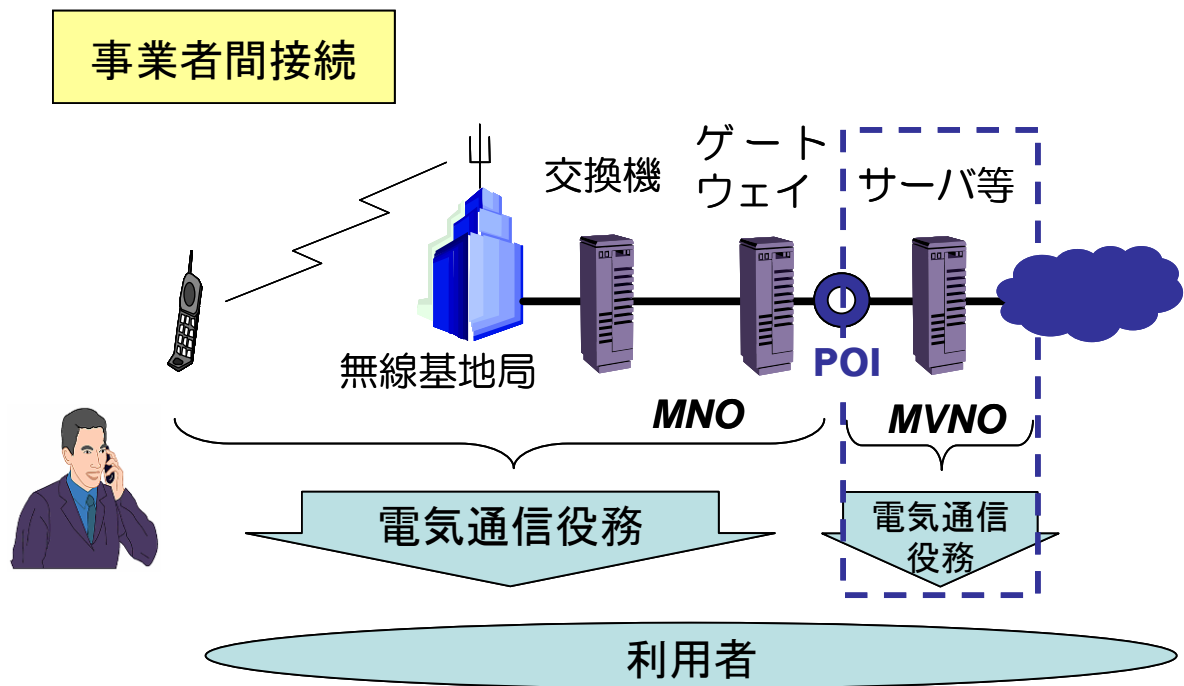 事業者間接続
交換機
ゲート
ウェイ
サーバ等
無線基地局
POI
MNO
MVNO
電気通信役務
電気通信
役務
利用者